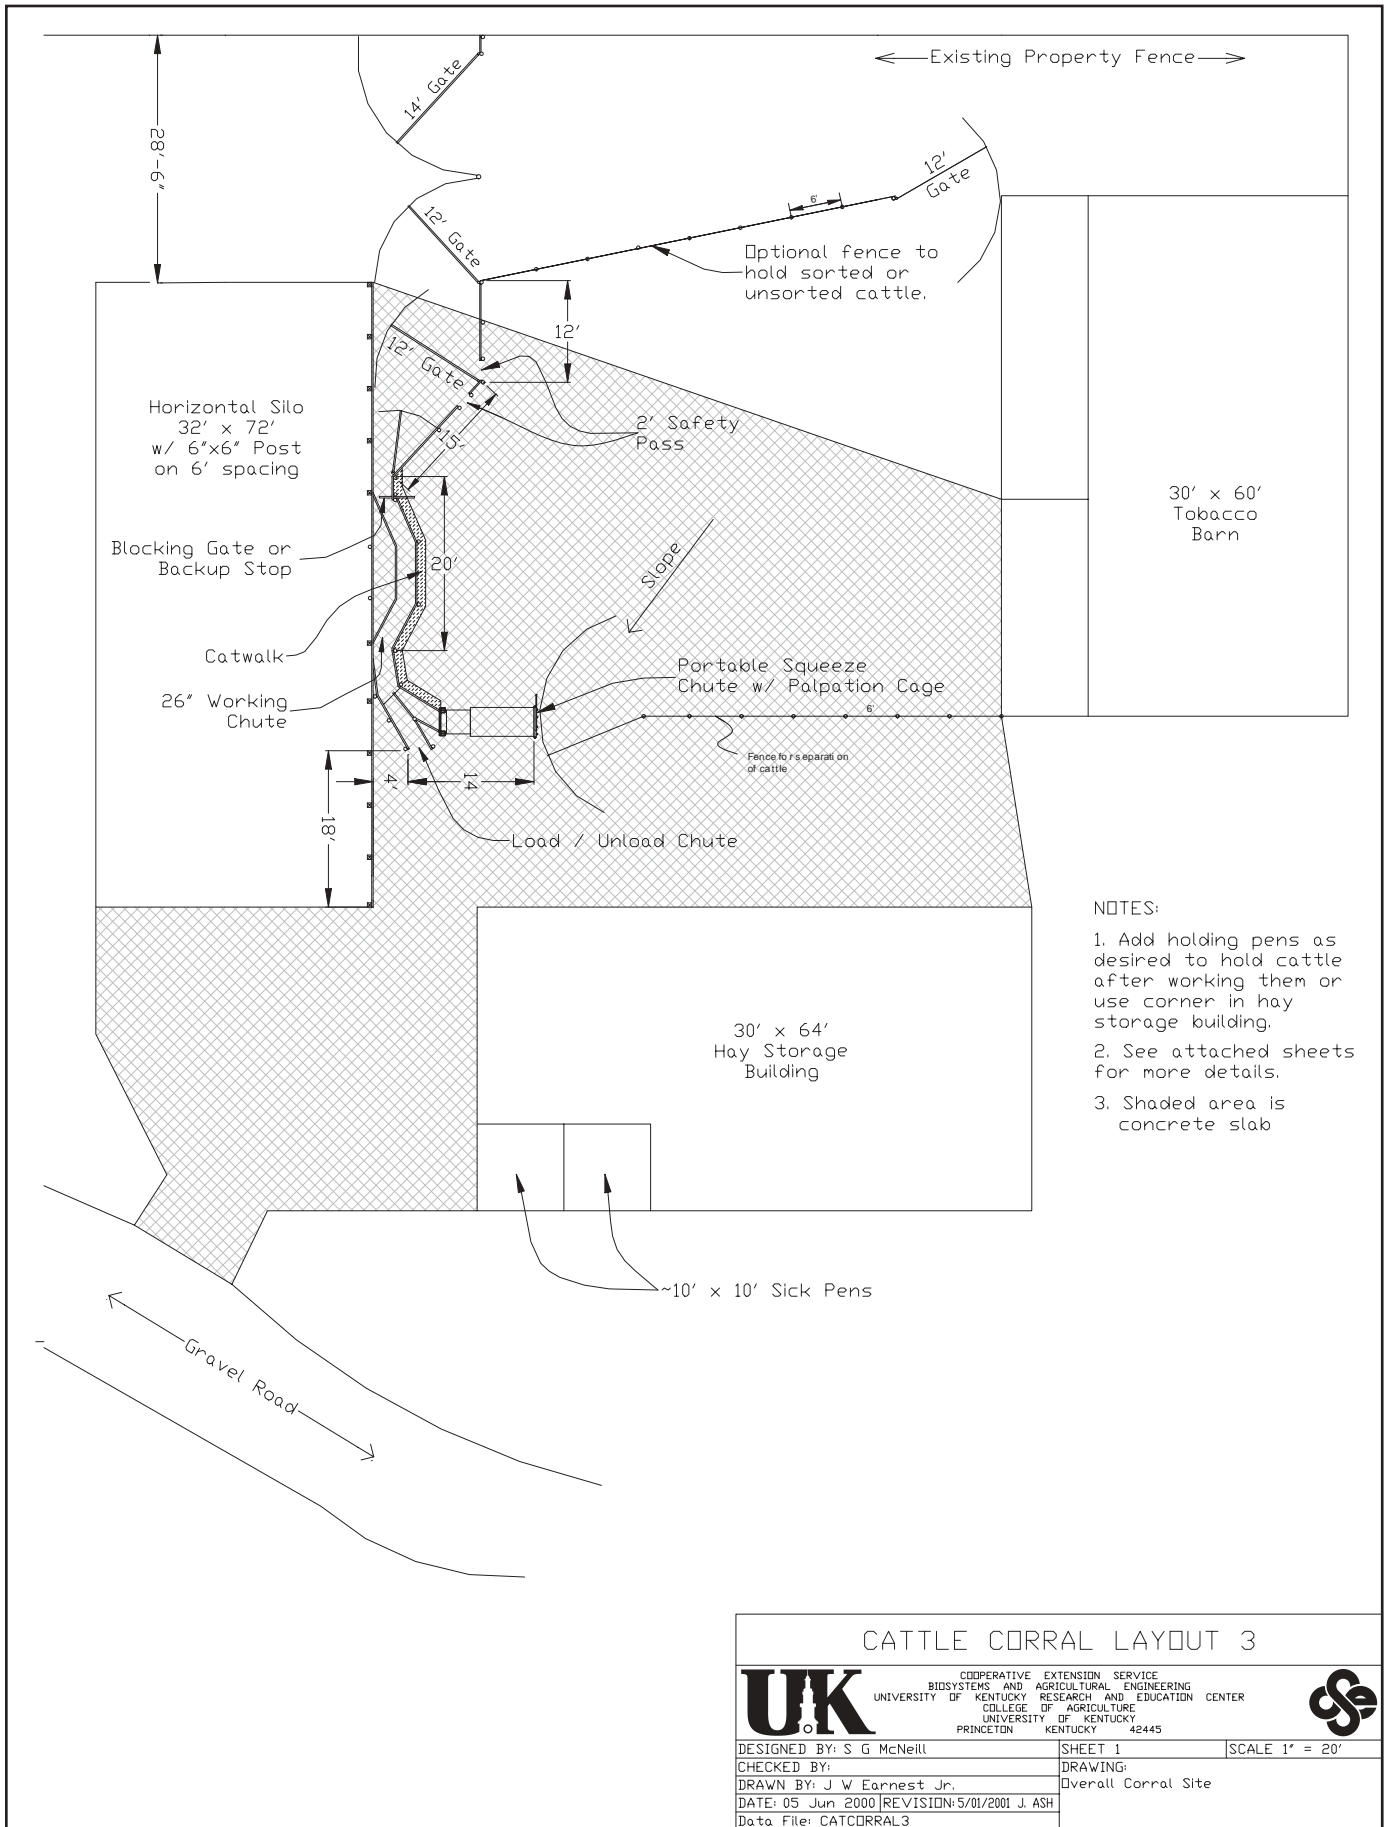 Existing Property Fence
14' Gate
28'-6"
12'
Gate
6'
12' Gate
Optional fence to
hold sorted or
unsorted cattle.
12'
12' Gate
Horizontal Silo
32' x 72'
w/ 6"x6" Post
on 6' spacing
2' Safety
Pass
15'
30' x 60'
Tobacco
Barn
Blocking Gate or
Backup Stop
20'
Slope
Catwalk
Portable Squeeze
Chute w/ Palpation Cage
26" Working
Chute
6'
Fence for separation
of cattle
4'
14
18'
Load / Unload Chute
NOTES:
1. Add holding pens as
desired to hold cattle
after working them or
use corner in hay
storage building.
2. See attached sheets
for more details.
3. Shaded area is
concrete slab
30' x 64'
Hay Storage
Building
~10' x 10' Sick Pens
Gravel Road
CATTLE CORRAL LAYOUT 3
UK
COOPERATIVE EXTENSION SERVICE
BIOSYSTEMS AND AGRICULTURAL ENGINEERING
UNIVERSITY OF KENTUCKY RESEARCH AND EDUCATION CENTER
COLLEGE OF AGRICULTURE
UNIVERSITY OF KENTUCKY
PRINCETON KENTUCKY 42445
DESIGNED BY: S G McNeill
SHEET 1
SCALE 1" = 20'
CHECKED BY:
DRAWING:
DRAWN BY: J W Earnest Jr.
Overall Corral Site
DATE: 05 Jun 2000
REVISION: 5/01/2001 J. ASH
Data File: CATCORRAL3